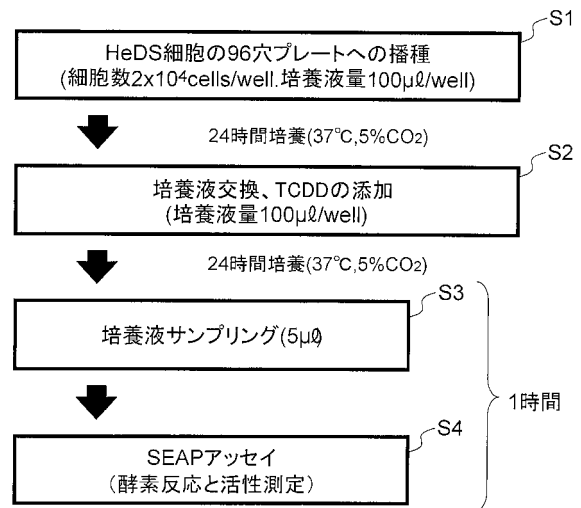 S1
HeDS細胞の96穴プレートへの播種
(細胞数2x10⁴cells/well.培養液量100μℓ/well)
24時間培養(37℃,5%CO₂)
S2
培養液交換、TCDDの添加
(培養液量100μℓ/well)
24時間培養(37℃,5%CO₂)
S3
培養液サンプリング(5μℓ)
1時間
S4
SEAPアッセイ
(酵素反応と活性測定)